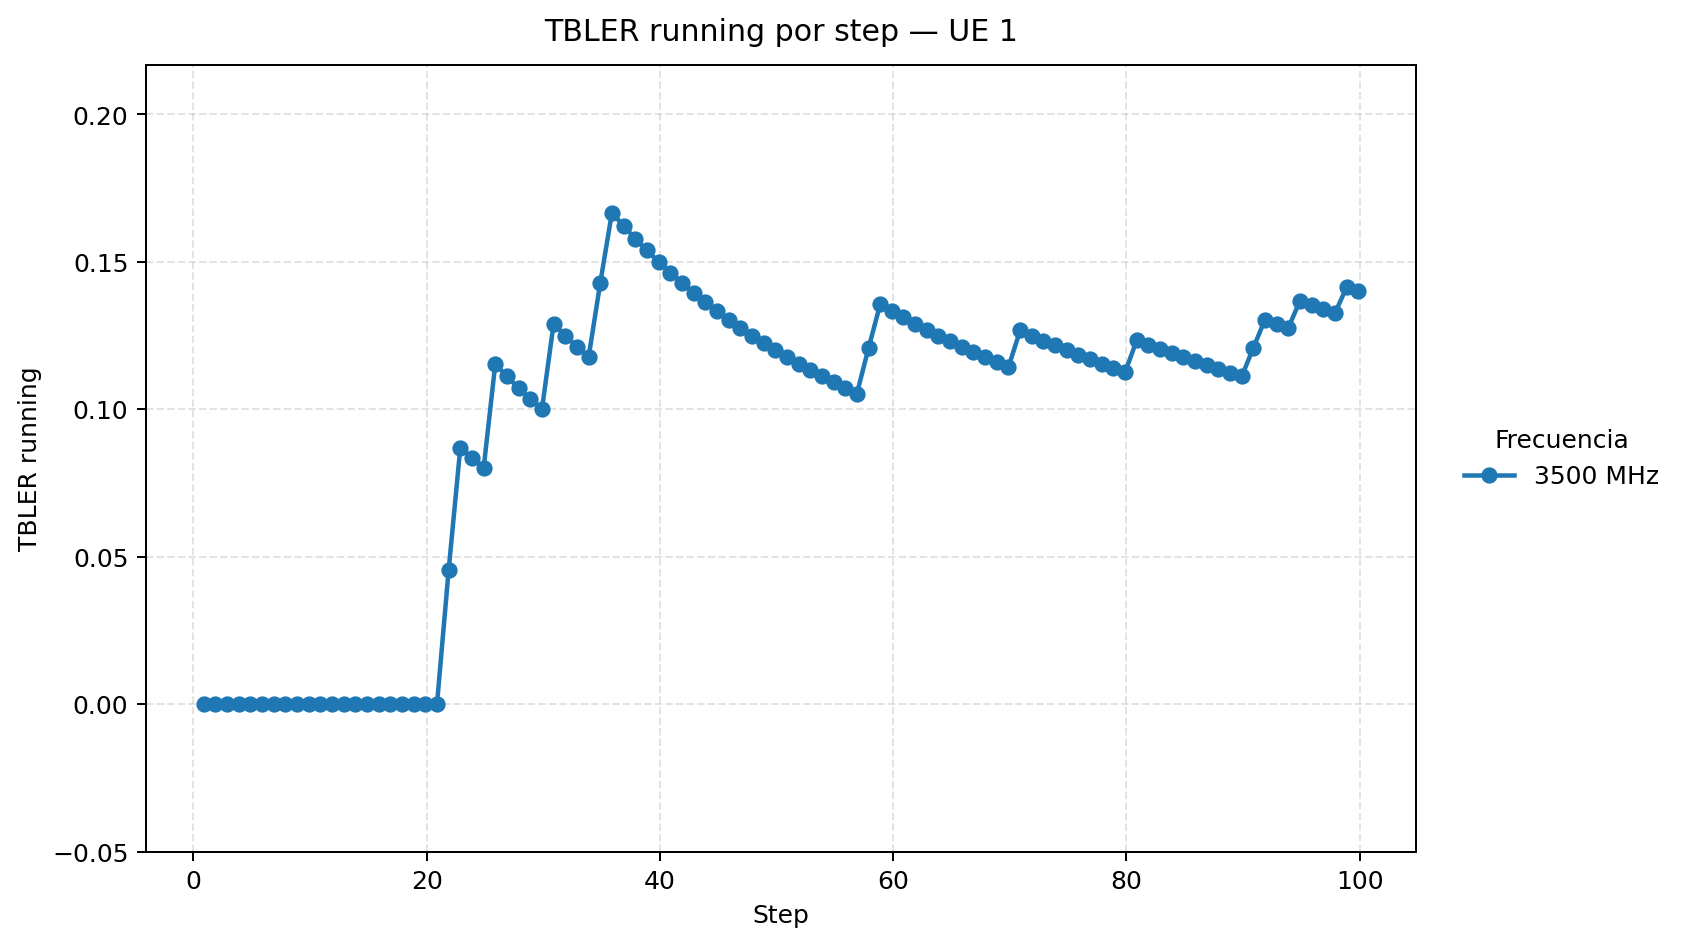 TBLER running por step — UE 1
0.20
0.15
0.10
0.05
0.00
−0.05
TBLER running
0 20 40 60 80 100
Step
Frecuencia
3500 MHz